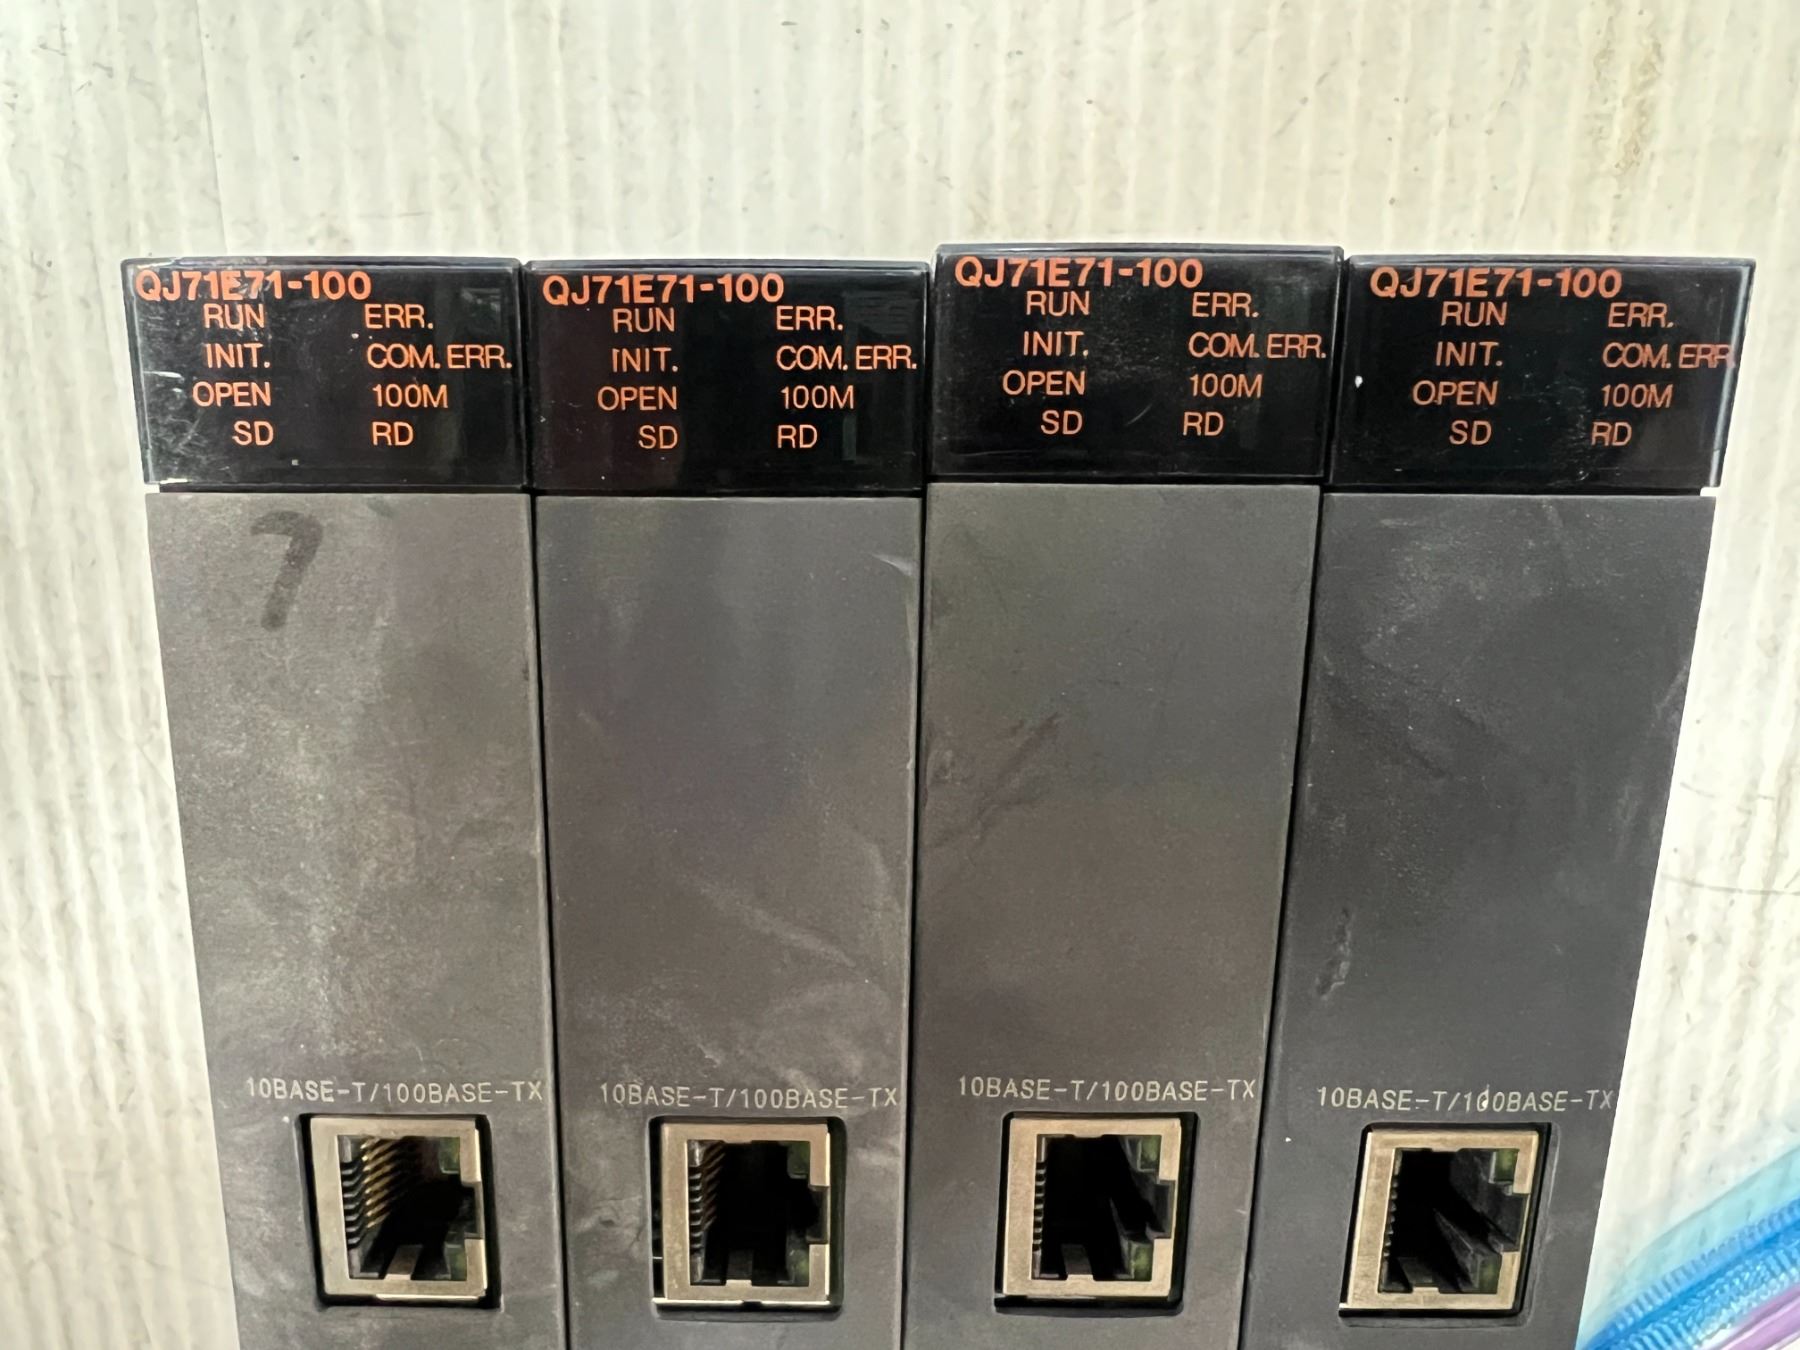 QJ71E71-100
RUN ERR.
INIT. COM.ERR.
OPEN 100M
SD RD
7
10BASE-T/100BASE-TX
QJ71E71-100
RUN ERR.
INIT. COM.ERR.
OPEN 100M
SD RD
10BASE-T/100BASE-TX
QJ71E71-100
RUN ERR.
INIT. COM.ERR.
OPEN 100M
SD RD
10BASE-T/100BASE-TX
QJ71E71-100
RUN ERR.
INIT. COM.ERR
OPEN 100M
SD RD
10BASE-T/100BASE-TX